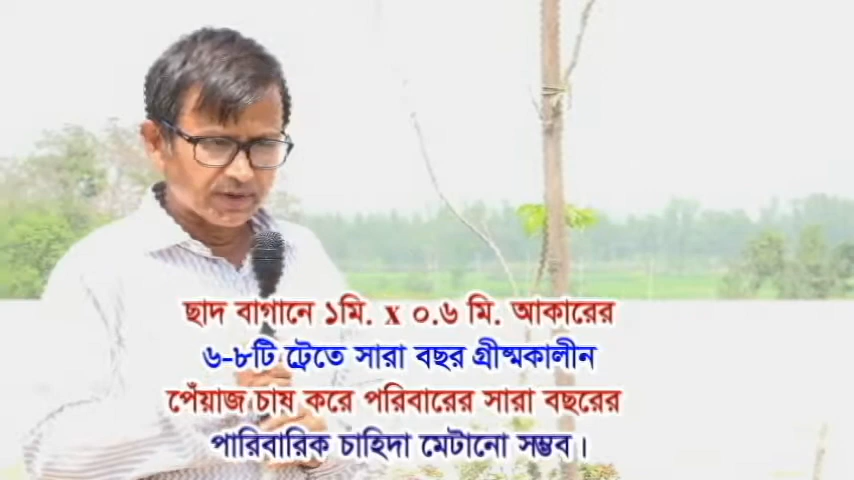 ছাদ বাগানে ১মি. x ০.৬ মি. আকারের
৬-৮টি ট্রেতে সারা বছর গ্রীষ্মকালীন
পেঁয়াজ চাষ করে পরিবারের সারা বছরের
পারিবারিক চাহিদা মেটানো সম্ভব।